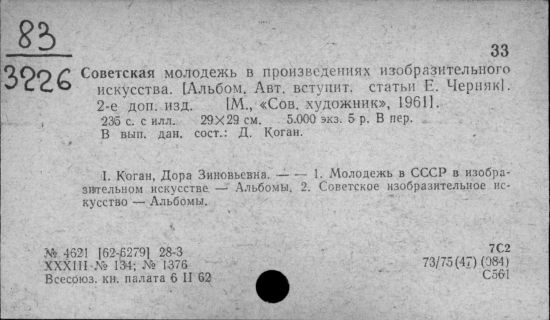 83
3226
33
Советская молодежь в произведениях изобразительного
искусства. [Альбом. Авт. вступит. статьи Е. Черняк].
2-е доп. изд. [М., «Сов. художник», 1961].
236 с. с илл. 29×29 см. 5.000 экз. 5 р. В пер.
В вып. дан. сост.: Д. Коган.
I. Коган, Дора Зиновьевна. — — 1. Молодежь в СССР в изобра-
зительном искусстве — Альбомы, 2. Советское изобразительное ис-
кусство — Альбомы.
№ 4621 [62-6279] 28-3
XXXIII № 134; № 1376
Всесоюз. кн. палата 6 II 62
7С2
73/75(47) (084)
С561